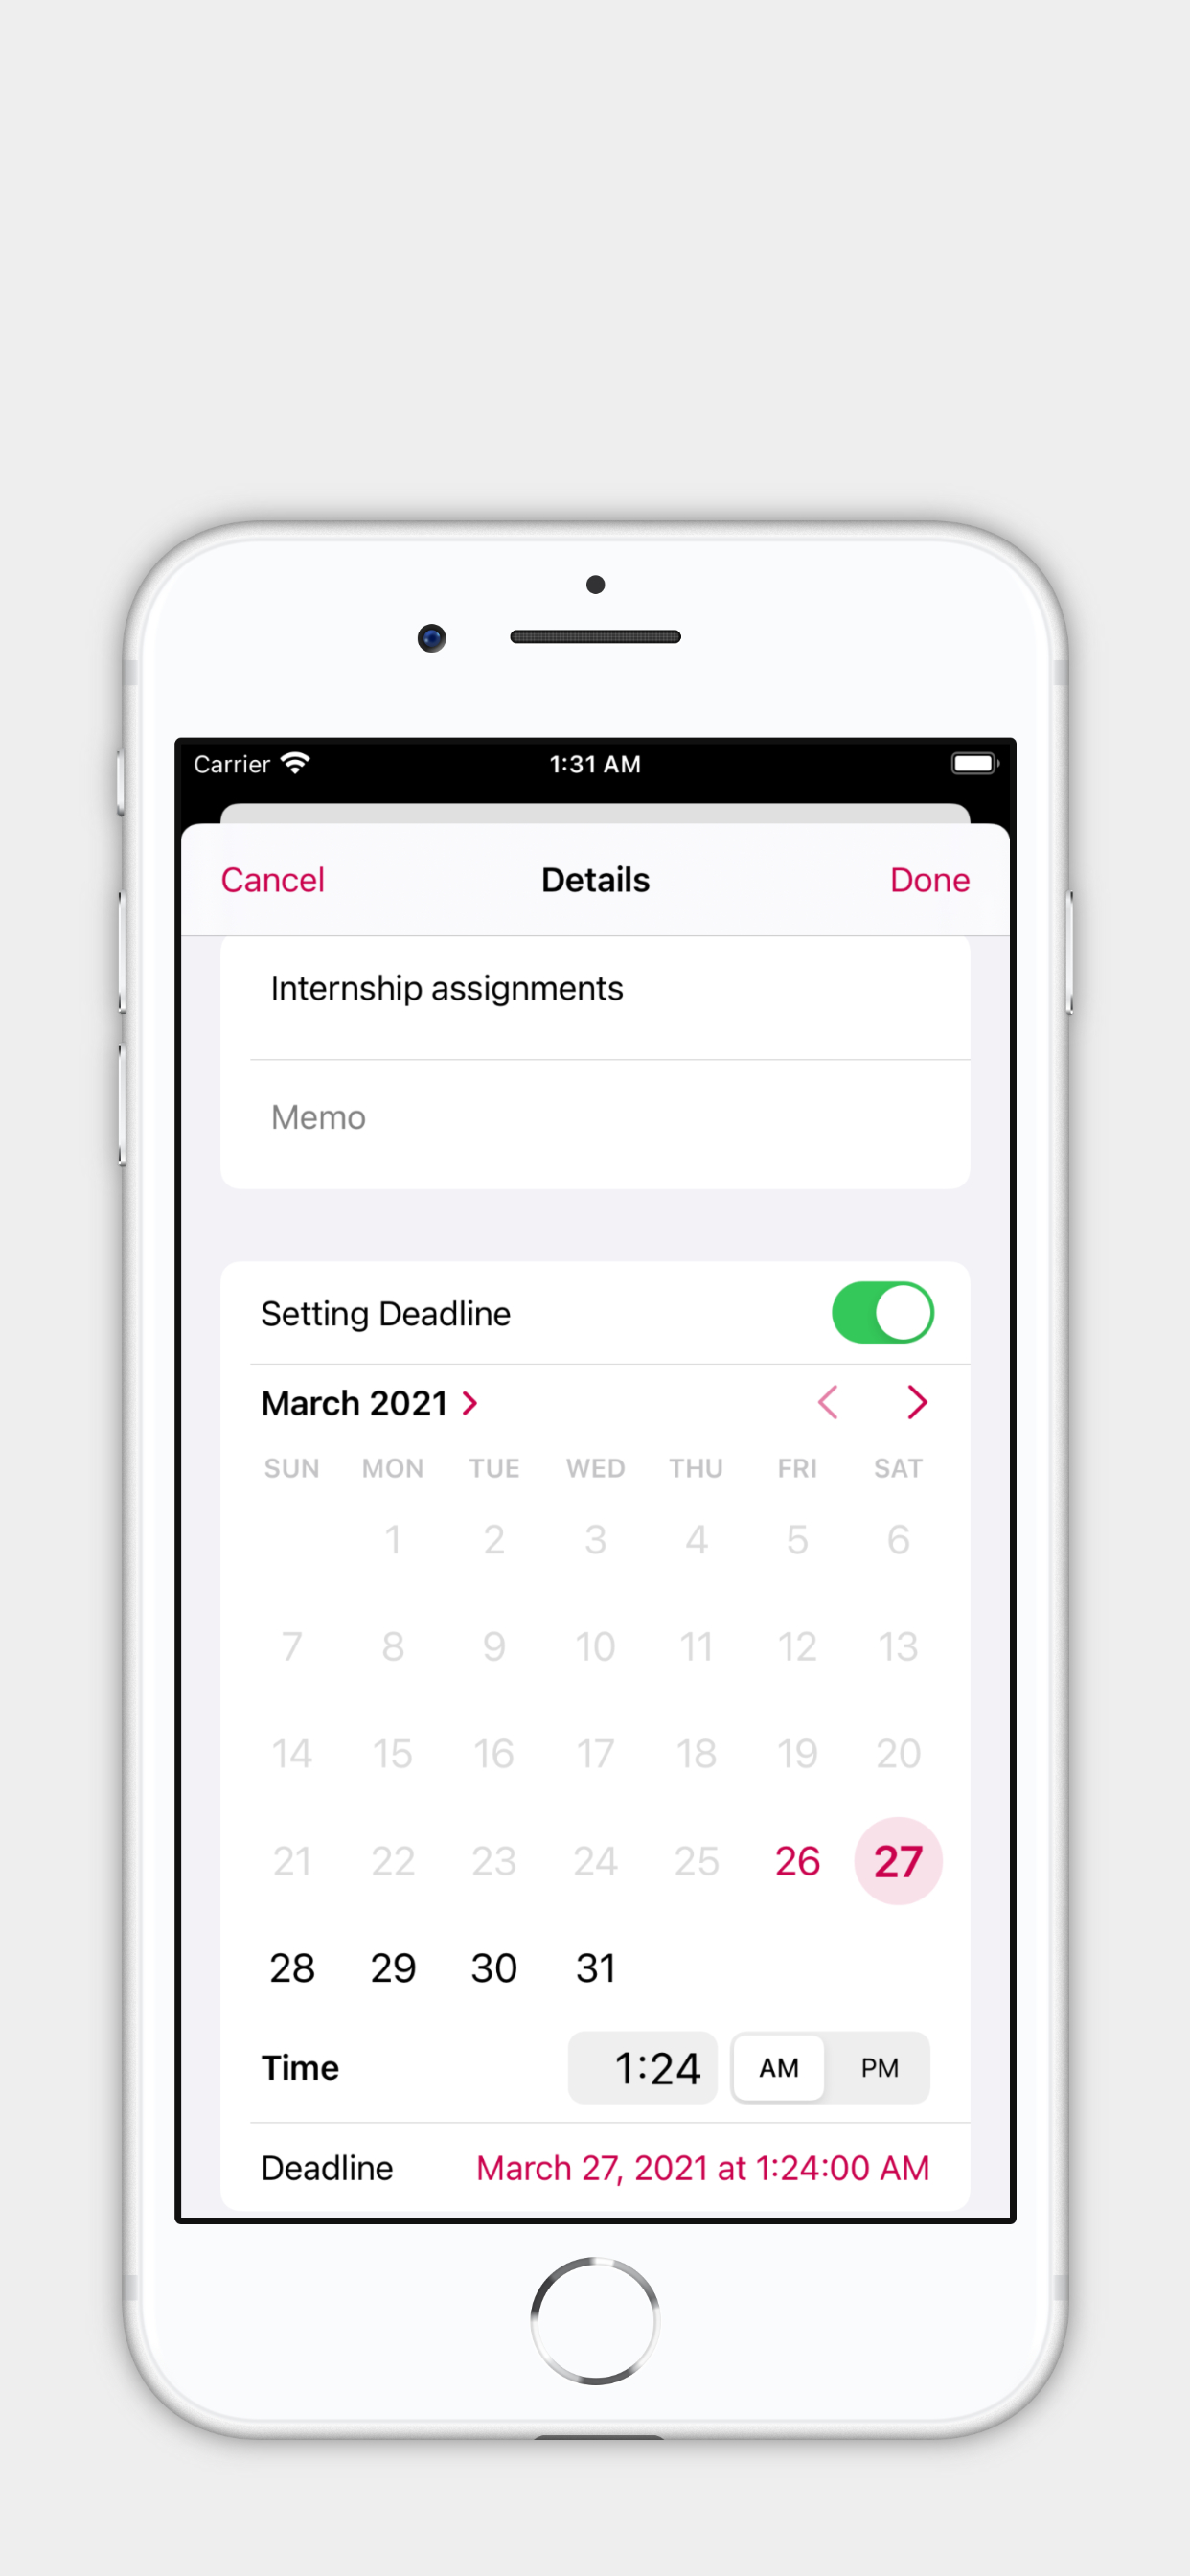 Carrier 1:31 AM
Cancel Details Done
Internship assignments
Memo
Setting Deadline
March 2021
SUN MON TUE WED THU FRI SAT
1 2 3 4 5 6
7 8 9 10 11 12 13
14 15 16 17 18 19 20
21 22 23 24 25 26 27
28 29 30 31
Time 1:24 AM PM
Deadline March 27, 2021 at 1:24:00 AM